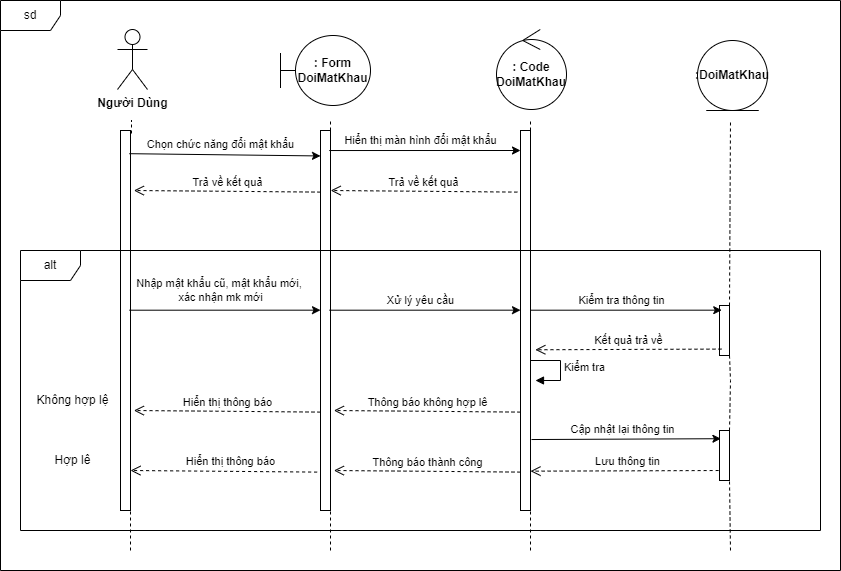 sd
Người Dùng
: Form
DoiMatKhau
: Code
DoiMatKhau
:DoiMatKhau
Chọn chức năng đổi mật khẩu
Hiển thị màn hình đổi mật khẩu
Trả về kết quả
Trả về kết quả
alt
Nhập mật khẩu cũ, mật khẩu mới,
xác nhận mk mới
Xử lý yêu cầu
Kiểm tra thông tin
Kết quả trả về
Kiểm tra
Không hợp lệ
Hiển thị thông báo
Thông báo không hợp lê
Cập nhật lại thông tin
Hợp lê
Hiển thị thông báo
Thông báo thành công
Lưu thông tin